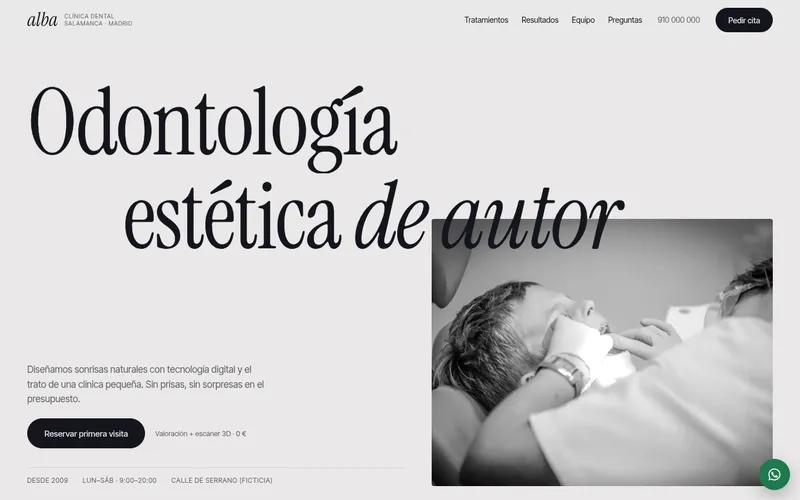 alba
CLÍNICA DENTAL
SALAMANCA · MADRID
Tratamientos
Resultados
Equipo
Preguntas
910 000 000
Pedir cita
Odontología
estética de autor
Diseñamos sonrisas naturales con tecnología digital y el
trato de una clínica pequeña. Sin prisas, sin sorpresas en el
presupuesto.
Reservar primera visita
Valoración + escáner 3D · 0 €
DESDE 2009
LUN–SÁB · 9:00–20:00
CALLE DE SERRANO (FICTICIA)